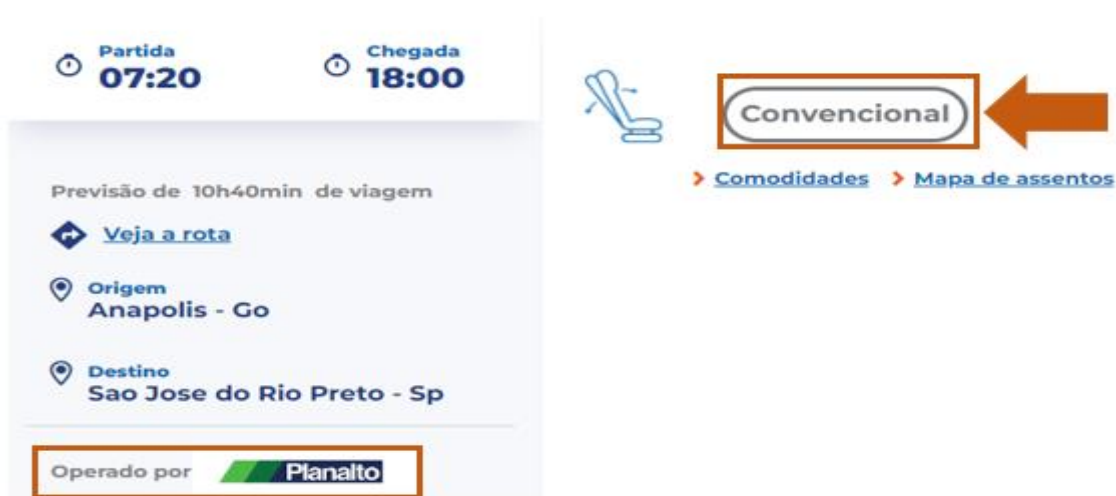 Partida
07:20
Chegada
18:00
Previsão de 10h40min de viagem
Veja a rota
Origem
Anapolis - Go
Destino
Sao Jose do Rio Preto - Sp
Operado por Planalto
Convencional
Comodidades
Mapa de assentos